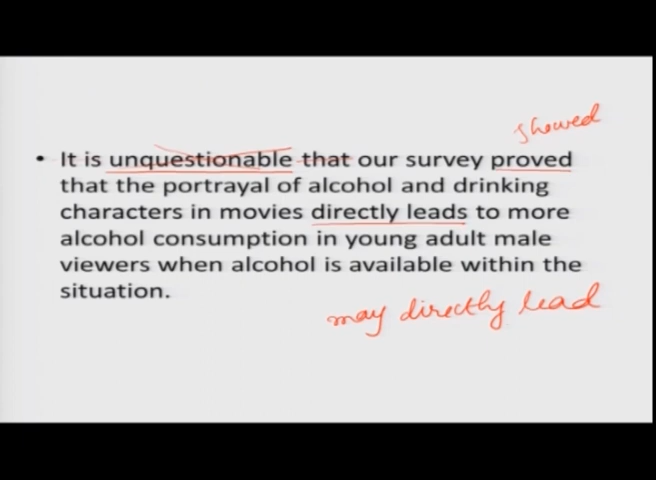 showed
• It is unquestionable that our survey proved
that the portrayal of alcohol and drinking
characters in movies directly leads to more
alcohol consumption in young adult male
viewers when alcohol is available within the
situation.
may directly lead